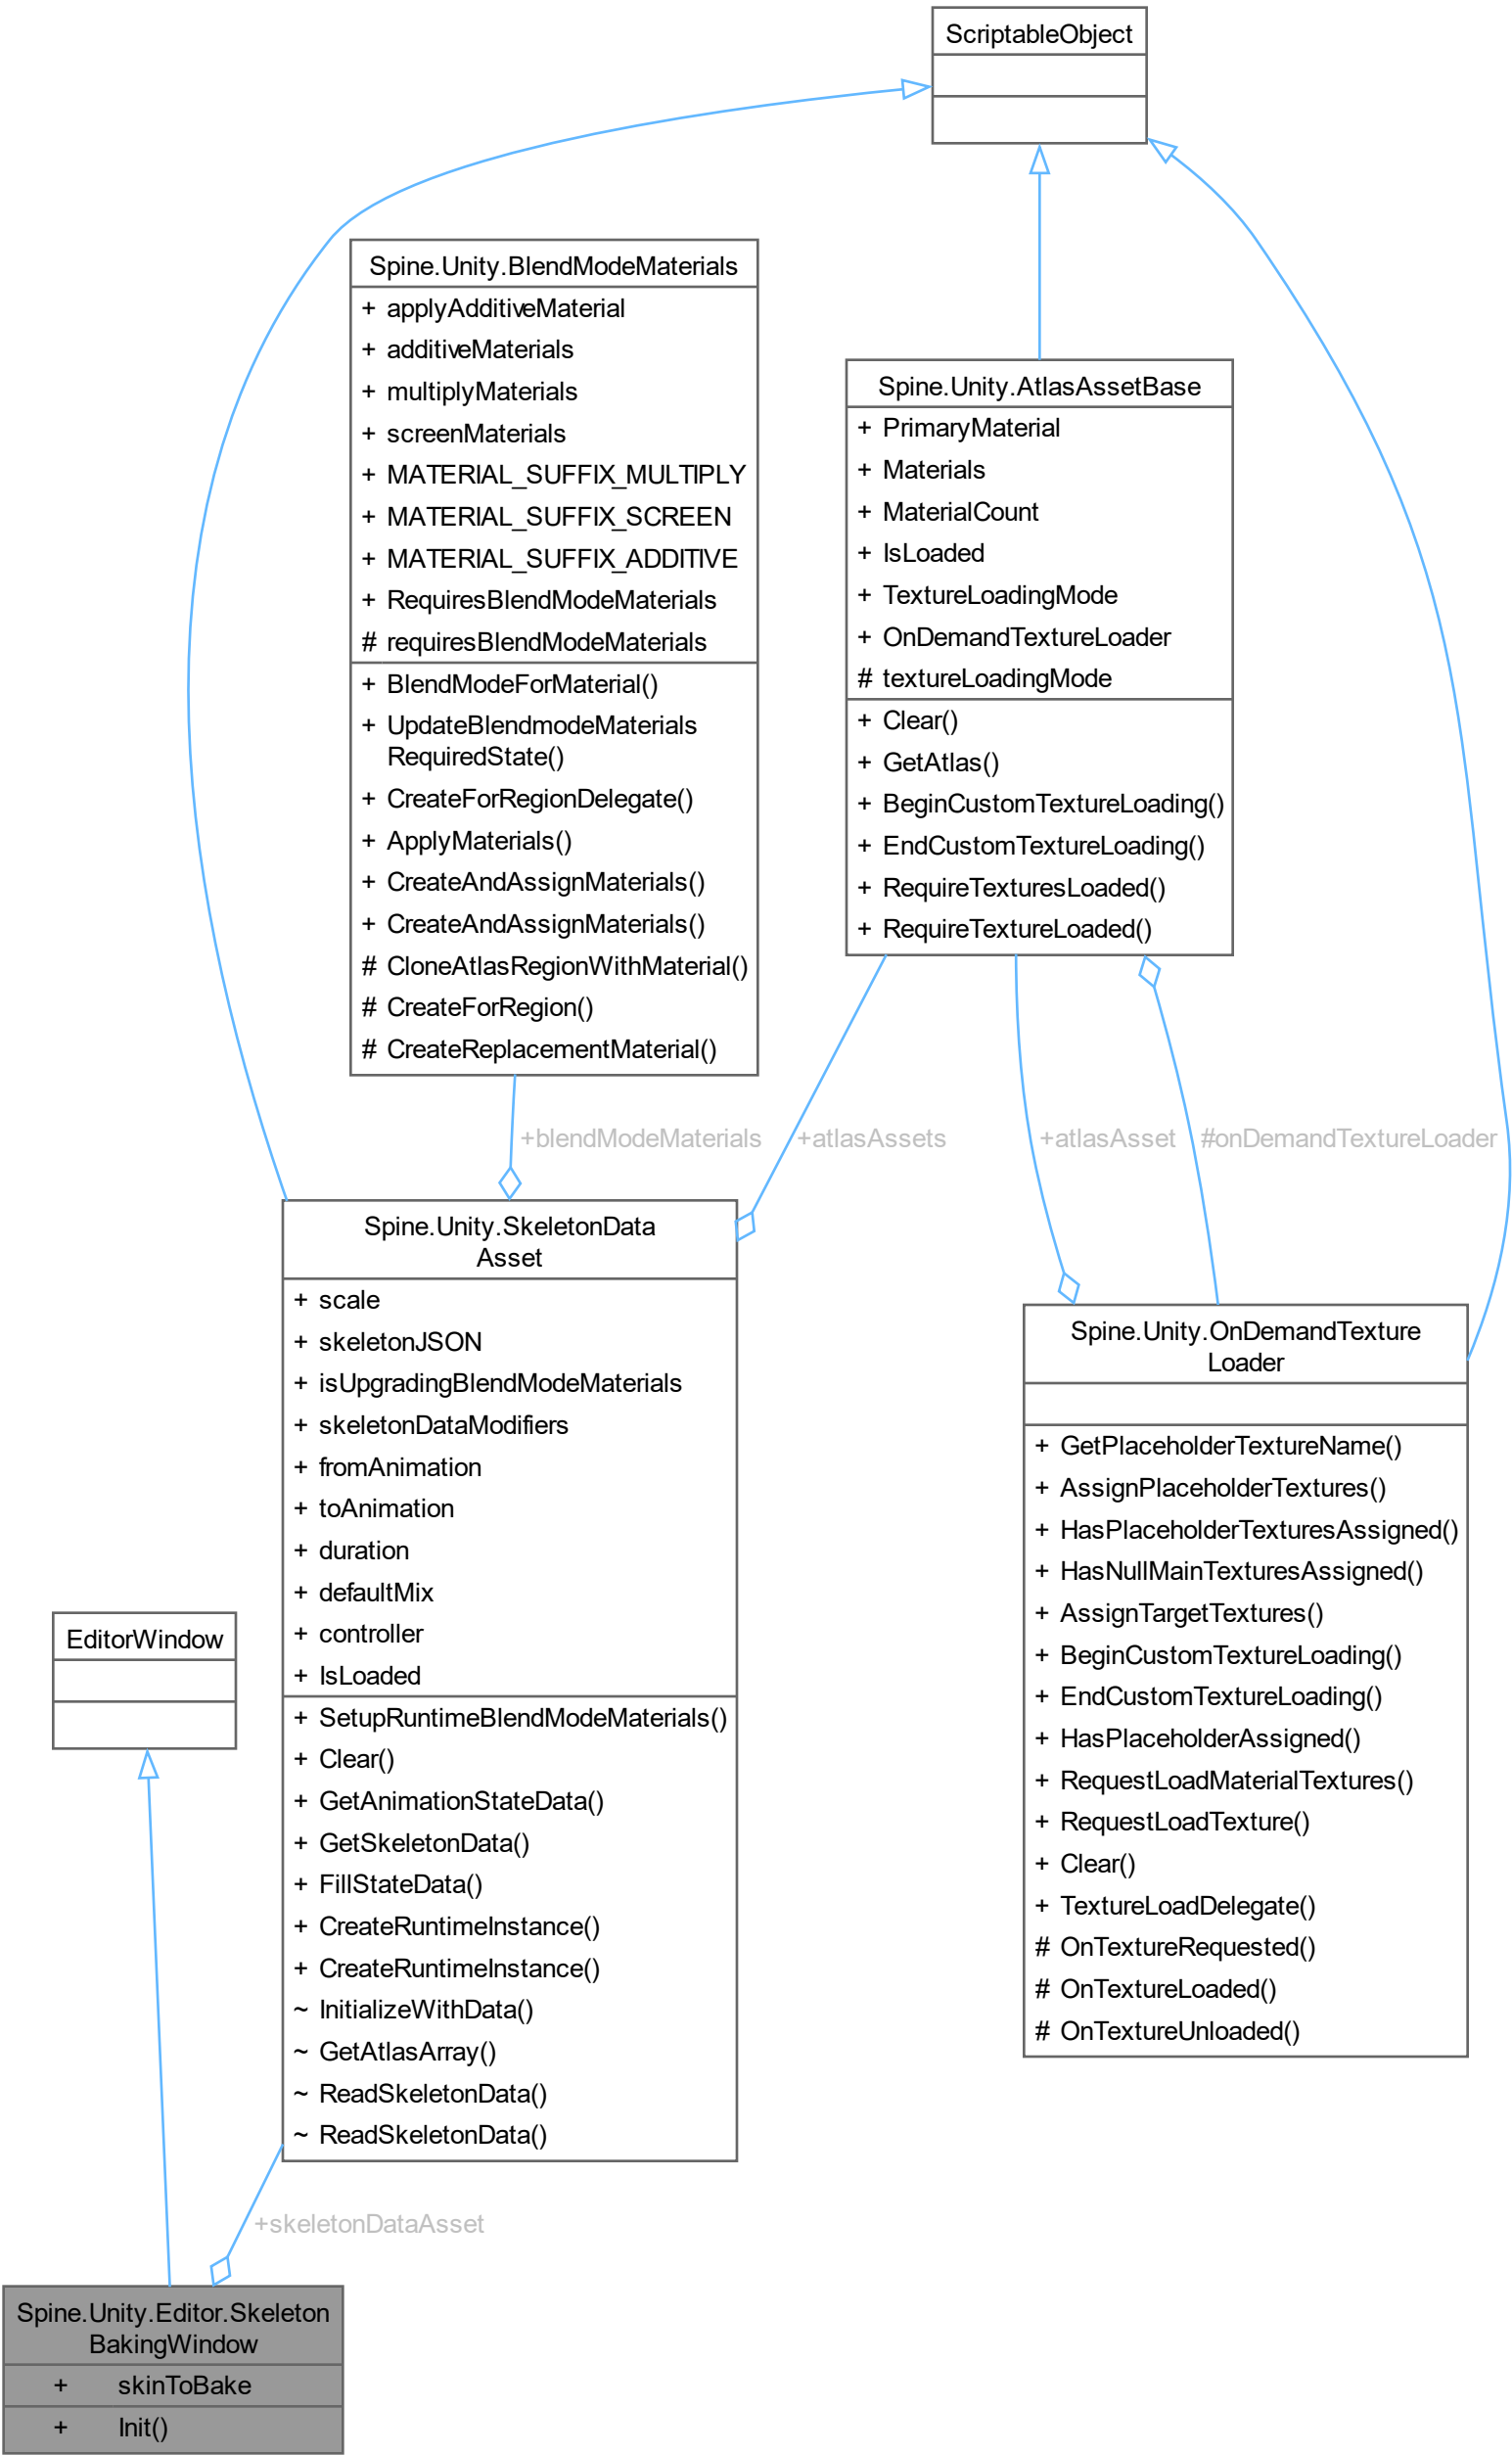 ScriptableObject
Spine.Unity.BlendModeMaterials
+ applyAdditiveMaterial
+ additiveMaterials
+ multiplyMaterials
+ screenMaterials
+ MATERIAL_SUFFIX_MULTIPLY
+ MATERIAL_SUFFIX_SCREEN
+ MATERIAL_SUFFIX_ADDITIVE
+ RequiresBlendModeMaterials
# requiresBlendModeMaterials
+ BlendModeForMaterial()
+ UpdateBlendmodeMaterials
RequiredState()
+ CreateForRegionDelegate()
+ ApplyMaterials()
+ CreateAndAssignMaterials()
+ CreateAndAssignMaterials()
# CloneAtlasRegionWithMaterial()
# CreateForRegion()
# CreateReplacementMaterial()
Spine.Unity.AtlasAssetBase
+ PrimaryMaterial
+ Materials
+ MaterialCount
+ IsLoaded
+ TextureLoadingMode
+ OnDemandTextureLoader
# textureLoadingMode
+ Clear()
+ GetAtlas()
+ BeginCustomTextureLoading()
+ EndCustomTextureLoading()
+ RequireTexturesLoaded()
+ RequireTextureLoaded()
+blendModeMaterials
+atlasAssets
+atlasAsset
#onDemandTextureLoader
Spine.Unity.SkeletonData
Asset
+ scale
+ skeletonJSON
+ isUpgradingBlendModeMaterials
+ skeletonDataModifiers
+ fromAnimation
+ toAnimation
+ duration
+ defaultMix
+ controller
+ IsLoaded
+ SetupRuntimeBlendModeMaterials()
+ Clear()
+ GetAnimationStateData()
+ GetSkeletonData()
+ FillStateData()
+ CreateRuntimeInstance()
+ CreateRuntimeInstance()
~ InitializeWithData()
~ GetAtlasArray()
~ ReadSkeletonData()
~ ReadSkeletonData()
Spine.Unity.OnDemandTexture
Loader
+ GetPlaceholderTextureName()
+ AssignPlaceholderTextures()
+ HasPlaceholderTexturesAssigned()
+ HasNullMainTexturesAssigned()
+ AssignTargetTextures()
+ BeginCustomTextureLoading()
+ EndCustomTextureLoading()
+ HasPlaceholderAssigned()
+ RequestLoadMaterialTextures()
+ RequestLoadTexture()
+ Clear()
+ TextureLoadDelegate()
# OnTextureRequested()
# OnTextureLoaded()
# OnTextureUnloaded()
EditorWindow
+skeletonDataAsset
Spine.Unity.Editor.Skeleton
BakingWindow
+ skinToBake
+ Init()